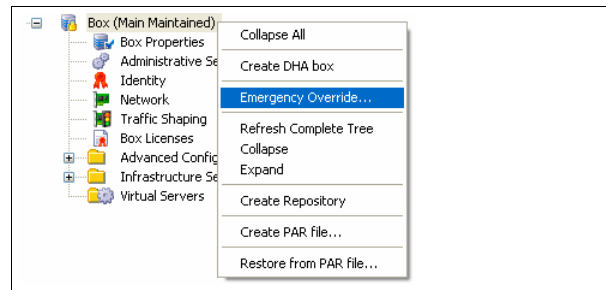 Box (Main Maintained)
Box Properties
Administrative Se
Identity
Network
Traffic Shaping
Box Licenses
Advanced Config
Infrastructure Se
Virtual Servers
Collapse All
Create DHA box
Emergency Override...
Refresh Complete Tree
Collapse
Expand
Create Repository
Create PAR file...
Restore from PAR file...